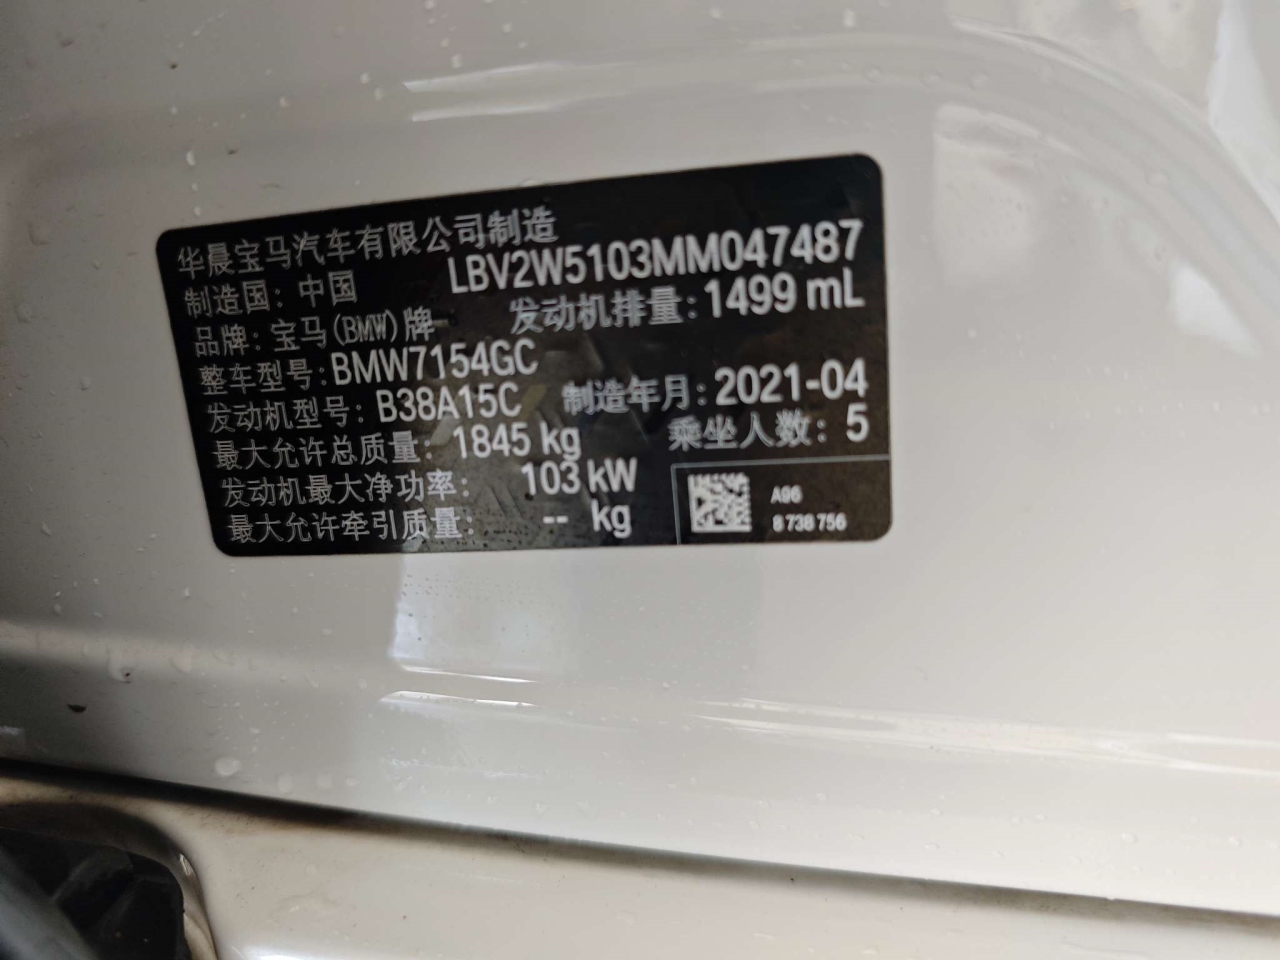 华晨宝马汽车有限公司制造
制造国：中国 LBV2W5103MM047487
品牌：宝马(BMW)牌 发动机排量：1499 mL
整车型号：BMW7154GC
发动机型号：B38A15C 制造年月：2021-04
最大允许总质量：1845 kg 乘坐人数：5
发动机最大净功率：103 kW
最大允许牵引质量：-- kg
A96
8 738 756